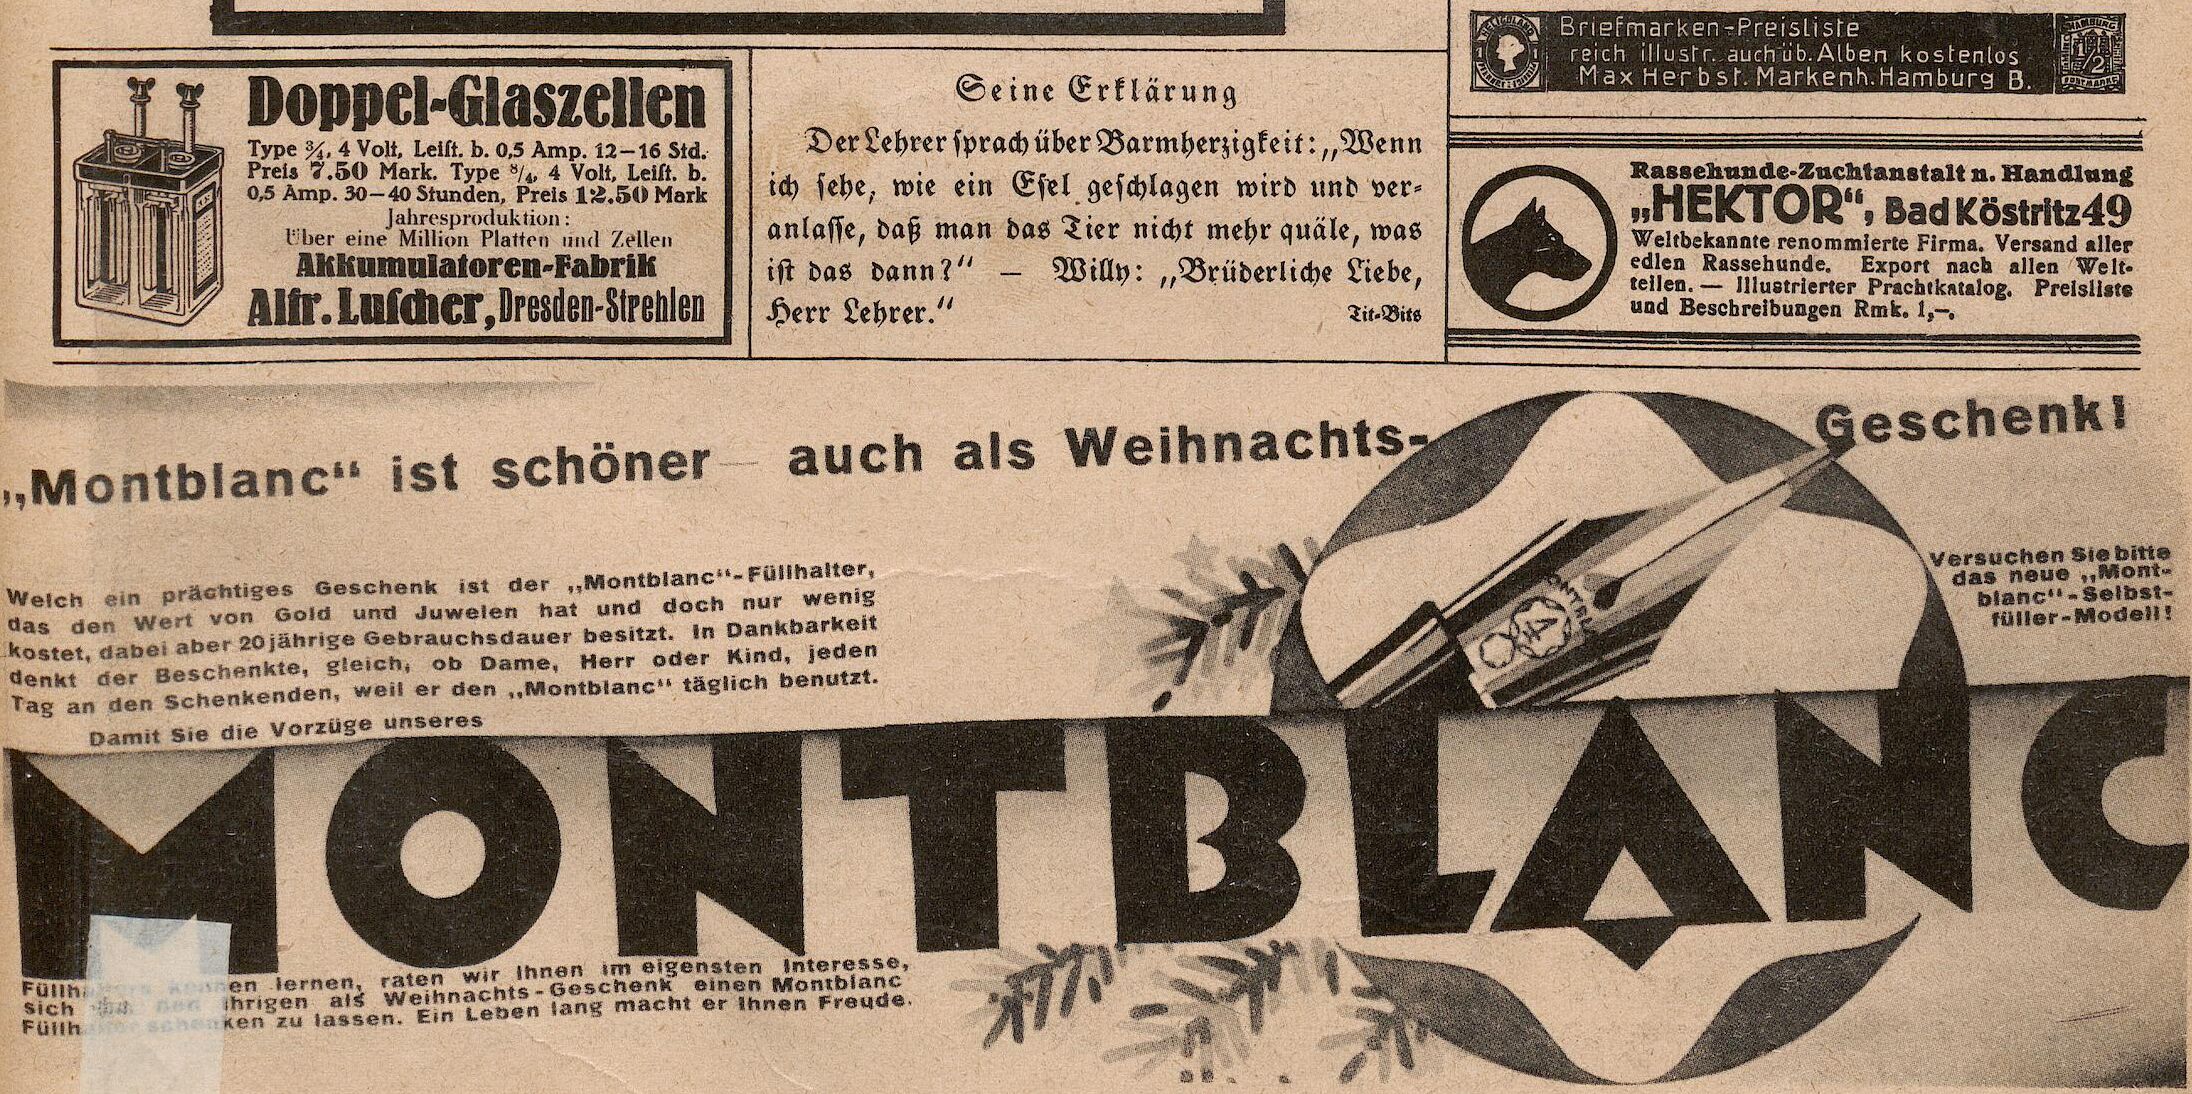 Doppel-Glaszellen
Type ¾, 4 Volt, Leiſt. b. 0,5 Amp. 12–16 Std.
Preis 7.50 Mark. Type ⁸/₄, 4 Volt, Leiſt. b.
0,5 Amp. 30–40 Stunden, Preis 12.50 Mark
Jahresproduktion:
Über eine Million Platten und Zellen
Akkumulatoren-Fabrik
Alfr. Luſcher, Dresden-Strehlen
Seine Erklärung
Der Lehrer ſprach über Barmherzigkeit: „Wenn
ich ſehe, wie ein Eſel geſchlagen wird und ver-
anlaſſe, daß man das Tier nicht mehr quäle, was
iſt das dann?“ — Willy: „Brüderliche Liebe,
Herr Lehrer.“
Tit-Bits
Briefmarken-Preisliste
reich illustr. auch üb. Alben kostenlos
Max Herbst. Markenh. Hamburg B.
HAMBURG
1/2
Rassehunde-Zuchtanstalt n. Handlung
„HEKTOR“, Bad Köstritz 49
Weltbekannte renommierte Firma. Versand aller
edlen Rassehunde. Export nach allen Welt-
teilen. — Illustrierter Prachtkatalog. Preisliste
und Beschreibungen Rmk. 1,–.
„Montblanc“ ist schöner — auch als Weihnachts-Geschenk!
Welch ein prächtiges Geschenk ist der „Montblanc“-Füllhalter,
das den Wert von Gold und Juwelen hat und doch nur wenig
kostet, dabei aber 20jährige Gebrauchsdauer besitzt. In Dankbarkeit
denkt der Beschenkte, gleich, ob Dame, Herr oder Kind, jeden
Tag an den Schenkenden, weil er den „Montblanc“ täglich benutzt.
Damit Sie die Vorzüge unseres
Versuchen Sie bitte
das neue „Mont-
blanc“-Selbst-
füller-Modell!
MONTBL
4
MONTBLANC
Füllhalters kennen lernen, raten wir Ihnen im eigensten Interesse,
sich von den Ihrigen als Weihnachts-Geschenk einen Montblanc
Füllhalter schenken zu lassen. Ein Leben lang macht er Ihnen Freude.